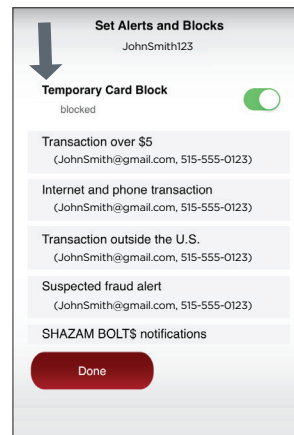 Set Alerts and Blocks
JohnSmith123
Temporary Card Block
blocked
Transaction over $5
(JohnSmith@gmail.com, 515-555-0123)
Internet and phone transaction
(JohnSmith@gmail.com, 515-555-0123)
Transaction outside the U.S.
(JohnSmith@gmail.com, 515-555-0123)
Suspected fraud alert
(JohnSmith@gmail.com, 515-555-0123)
SHAZAM BOLT$ notifications
Done